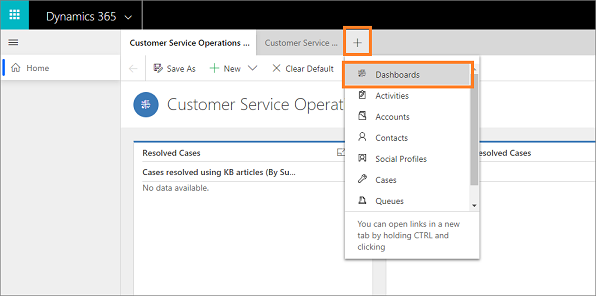 Dynamics 365
Customer Service Operations ...
Customer Service ...
Home
Save As
New
Clear Default
Customer Service Operat
Dashboards
Activities
Accounts
Contacts
Social Profiles
Cases
Queues
You can open links in a new
tab by holding CTRL and
clicking
Resolved Cases
Cases resolved using KB articles (By Su...
No data available.
esolved Cases